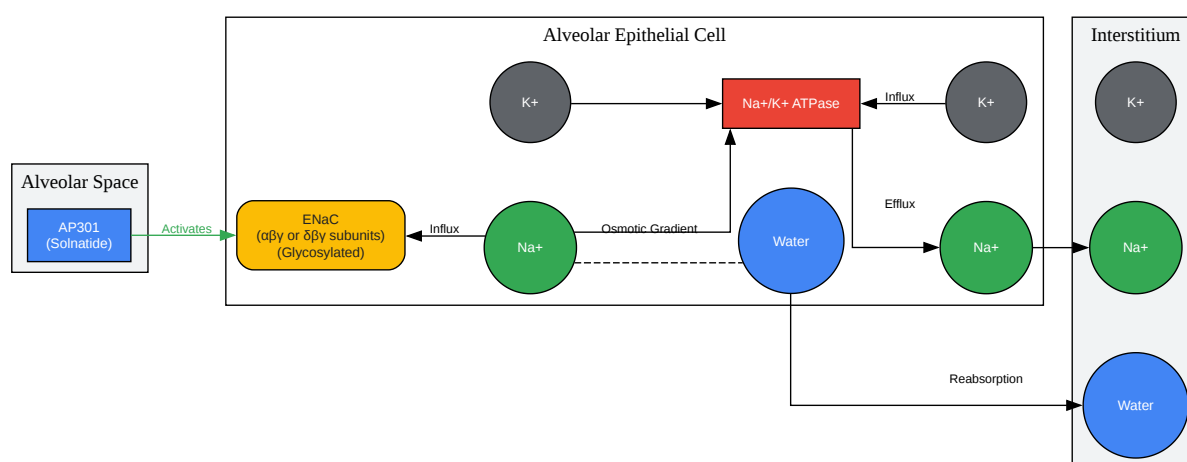 Alveolar Epithelial Cell
Interstitium
K+
Na+/K+ ATPase
Influx
K+
K+
Alveolar Space
AP301
(Solnatide)
Activates
ENaC
(αβγ or δβγ subunits)
(Glycosylated)
Influx
Na+
Osmotic Gradient
Water
Efflux
Na+
Na+
Reabsorption
Water